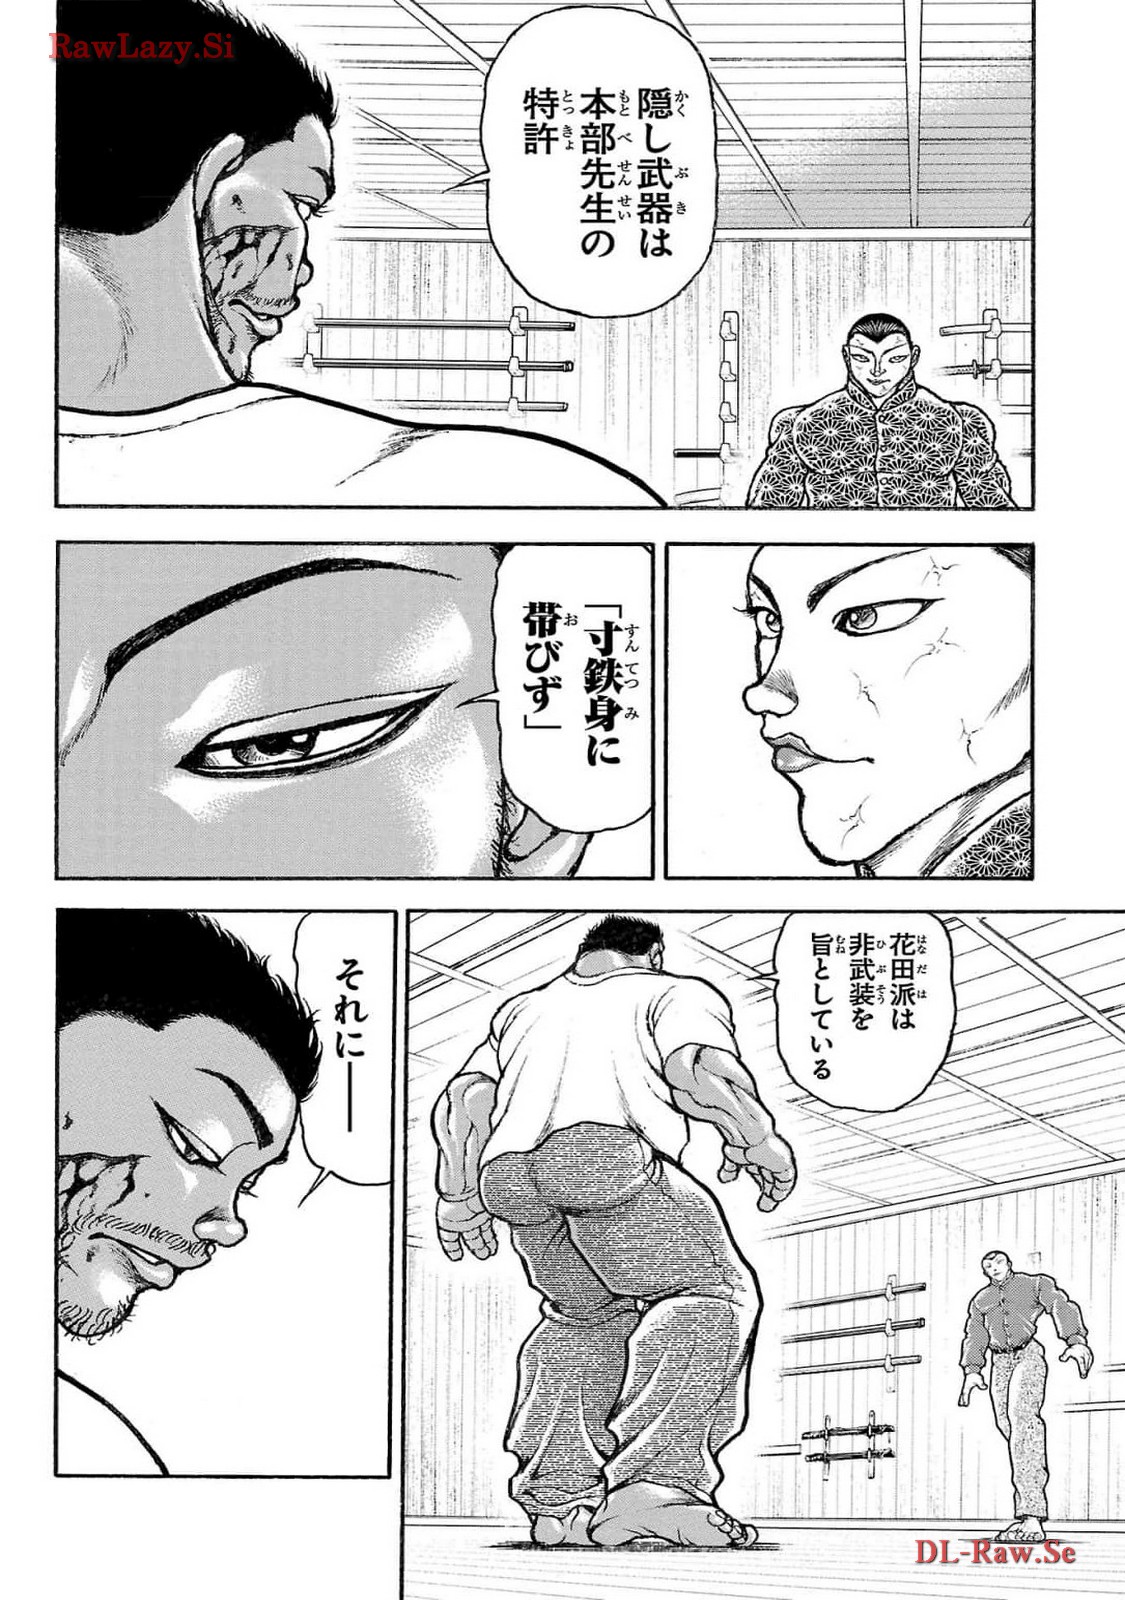 RawLazy.Si
隠し武器は
本部先生の
特許
「寸鉄身に
帯びず」
花田派は
非武装を
旨としている
それに――
DL-Raw.Se